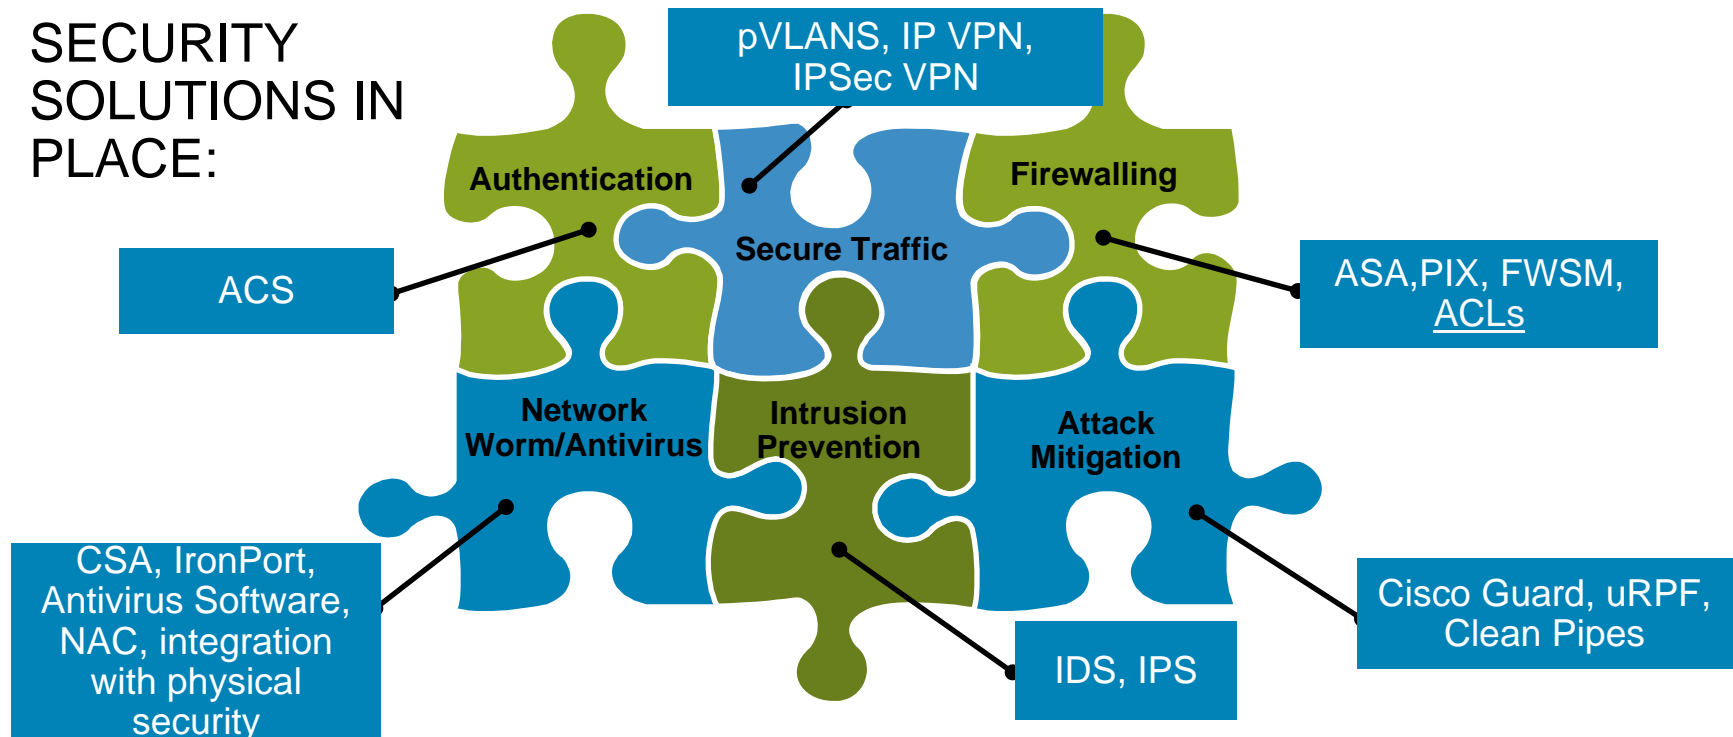 SECURITY
SOLUTIONS IN
PLACE:
pVLANS, IP VPN,
IPSec VPN
Authentication
Firewalling
Secure Traffic
ACS
ASA,PIX, FWSM,
ACLs
Network
Worm/Antivirus
Intrusion
Prevention
Attack
Mitigation
CSA, IronPort,
Antivirus Software,
NAC, integration
with physical
security
IDS, IPS
Cisco Guard, uRPF,
Clean Pipes